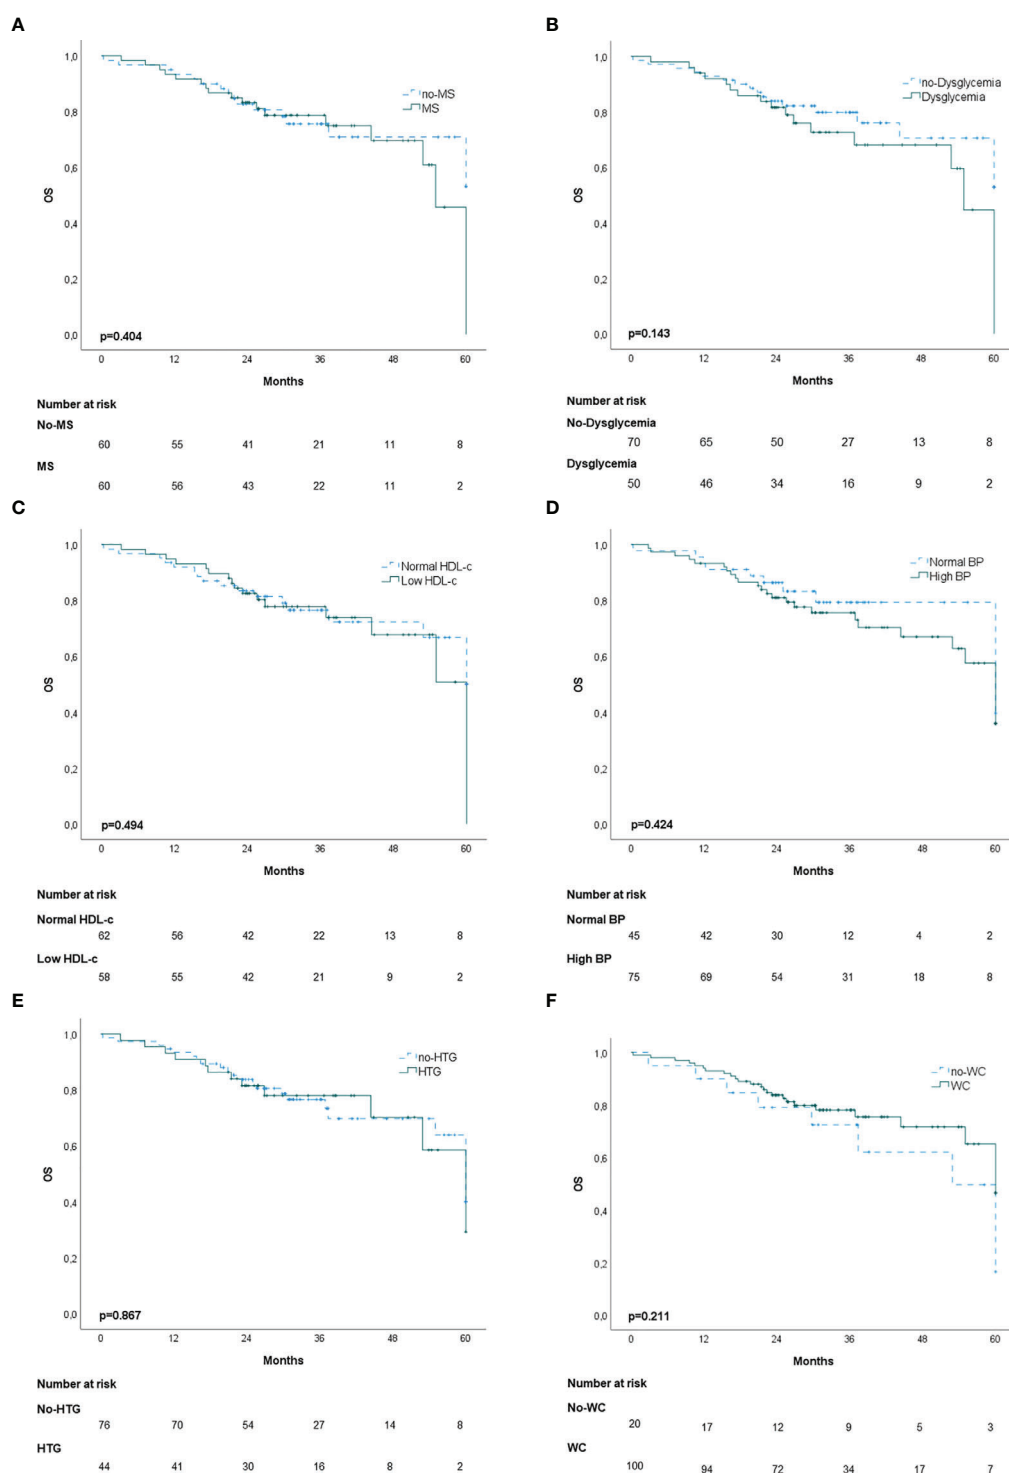 A
1,0
0,8
0,6
0,4
0,2
0,0
OS
no-MS
MS
p=0.404
0 12 24 36 48 60
Months
Number at risk
No-MS
60 55 41 21 11 8
MS
60 56 43 22 11 2
B
1,0
0,8
0,6
0,4
0,2
0,0
OS
no-Dysglycemia
Dysglycemia
p=0.143
0 12 24 36 48 60
Months
Number at risk
No-Dysglycemia
70 65 50 27 13 8
Dysglycemia
50 46 34 16 9 2
C
1,0
0,8
0,6
0,4
0,2
0,0
OS
Normal HDL-c
Low HDL-c
p=0.494
0 12 24 36 48 60
Months
Number at risk
Normal HDL-c
62 56 42 22 13 8
Low HDL-c
58 55 42 21 9 2
D
1,0
0,8
0,6
0,4
0,2
0,0
OS
Normal BP
High BP
p=0.424
0 12 24 36 48 60
Months
Number at risk
Normal BP
45 42 30 12 4 2
High BP
75 69 54 31 18 8
E
1,0
0,8
0,6
0,4
0,2
0,0
OS
no-HTG
HTG
p=0.867
0 12 24 36 48 60
Months
Number at risk
No-HTG
76 70 54 27 14 8
HTG
44 41 30 16 8 2
F
1,0
0,8
0,6
0,4
0,2
0,0
OS
no-WC
WC
p=0.211
0 12 24 36 48 60
Months
Number at risk
No-WC
20 17 12 9 5 3
WC
100 94 72 34 17 7